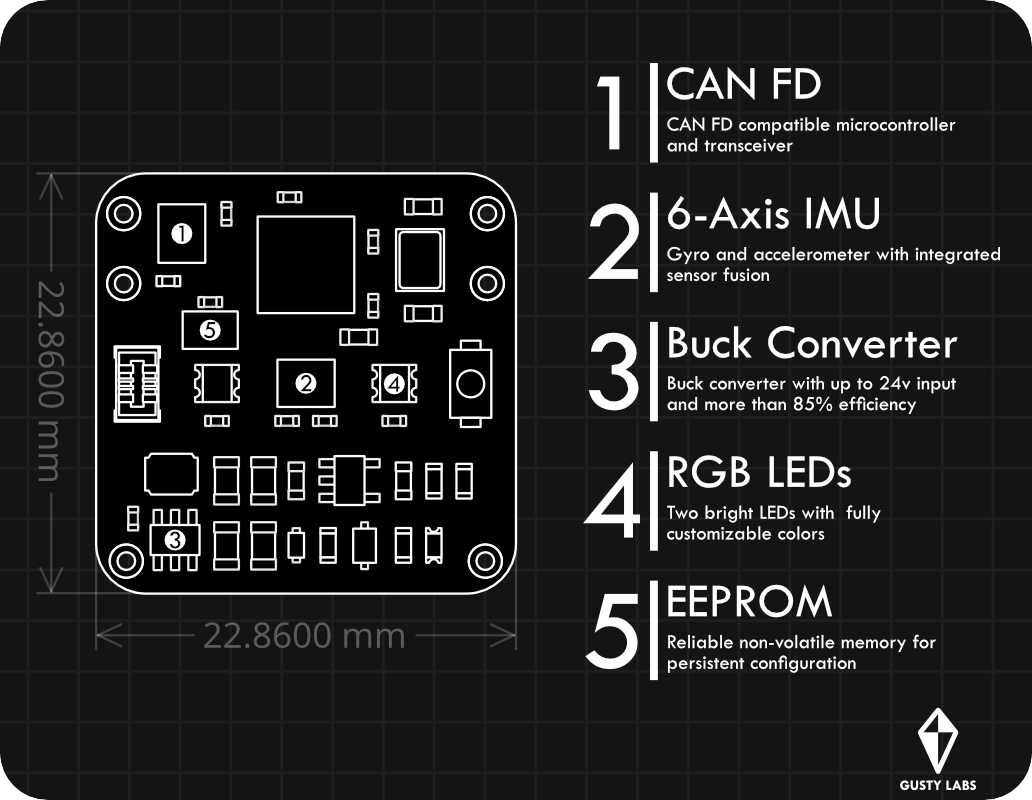 1
CAN FD
CAN FD compatible microcontroller
and transceiver
2
6-Axis IMU
Gyro and accelerometer with integrated
sensor fusion
3
Buck Converter
Buck converter with up to 24v input
and more than 85% efficiency
4
RGB LEDs
Two bright LEDs with  fully
customizable colors
5
EEPROM
Reliable non-volatile memory for
persistent configuration
22.8600 mm
22.8600 mm
1
5
2
4
3
GUSTY LABS